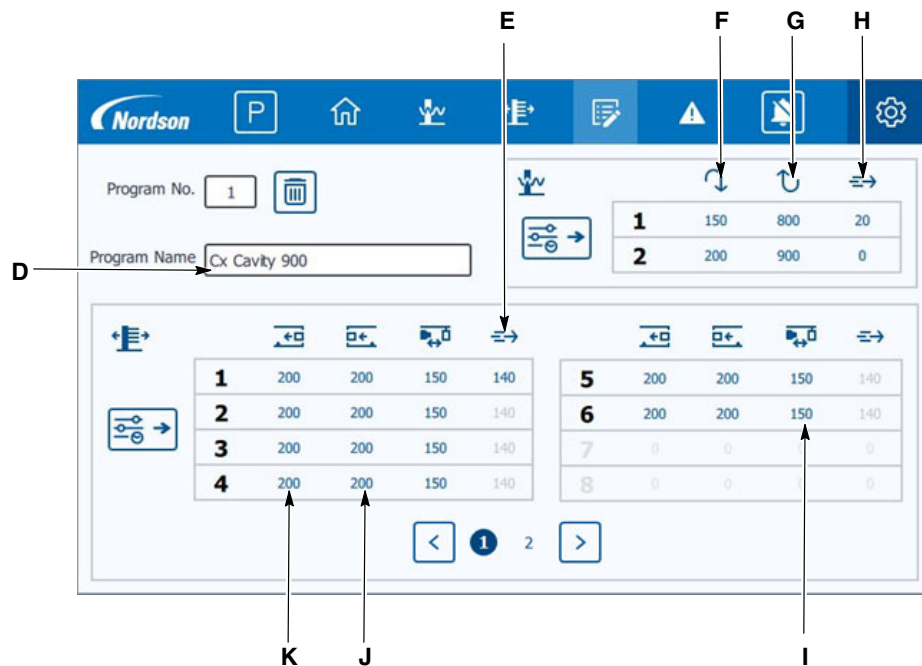 E F G H
Nordson P
Program No. 1
1 150 800 20
2 200 900 0
D
Program Name Cx Cavity 900
1 200 200 150 140
2 200 200 150 140
3 200 200 150 140
4 200 200 150 140
5 200 200 150 140
6 200 200 150 140
7 0 0 0 0
8 0 0 0 0
< 1 2 >
K J I